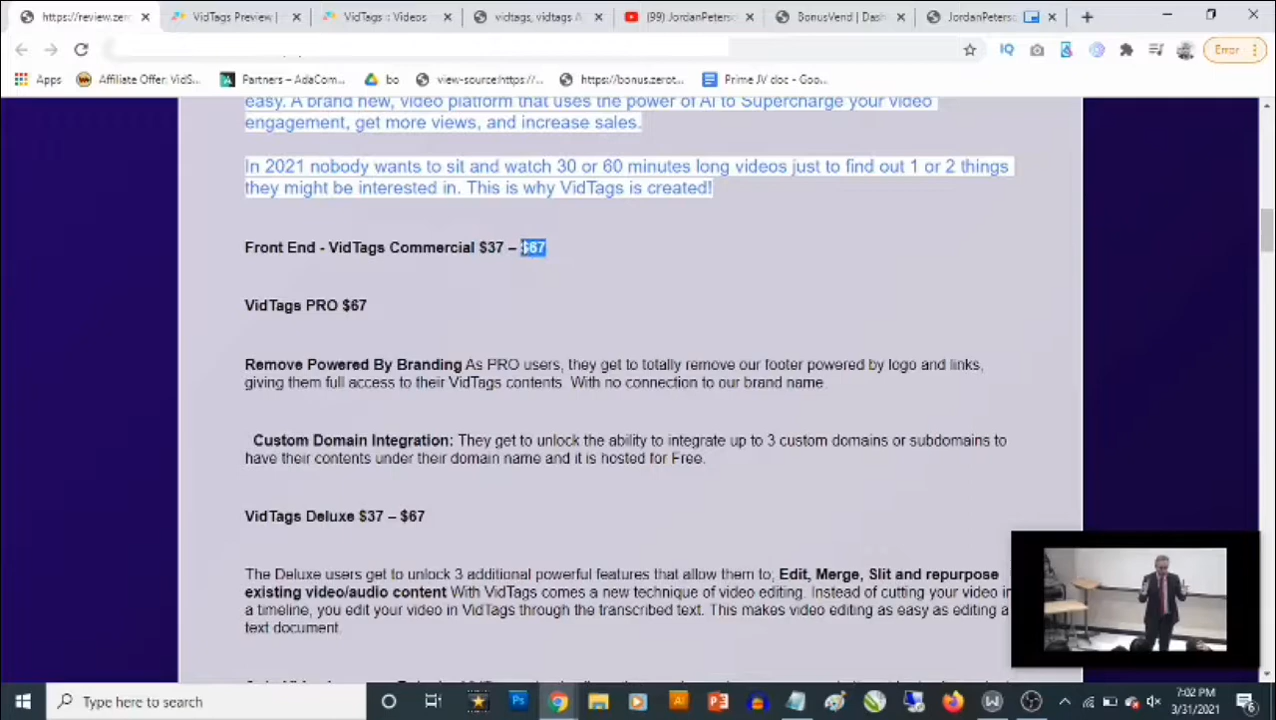 https://review.zer
VidTags Preview |
VidTags :: Videos
vidtags, vidtags
(99) JordanPeters
BonusVend | Dash
JordanPeters
Error
Apps
Affiliate Offer: VidS...
Partners – AdaCom...
bo
view-source:https://...
https://bonus.zerot...
Prime JV doc - Goo...
easy. A brand new, video platform that uses the power of AI to Supercharge your video
engagement, get more views, and increase sales.
In 2021 nobody wants to sit and watch 30 or 60 minutes long videos just to find out 1 or 2 things
they might be interested in. This is why VidTags is created!
Front End - VidTags Commercial $37 – $67
VidTags PRO $67
Remove Powered By Branding As PRO users, they get to totally remove our footer powered by logo and links,
giving them full access to their VidTags contents. With no connection to our brand name
Custom Domain Integration: They get to unlock the ability to integrate up to 3 custom domains or subdomains to
have their contents under their domain name and it is hosted for Free.
VidTags Deluxe $37 – $67
The Deluxe users get to unlock 3 additional powerful features that allow them to; Edit, Merge, Slit and repurpose
existing video/audio content With VidTags comes a new technique of video editing. Instead of cutting your video in
a timeline, you edit your video in VidTags through the transcribed text. This makes video editing as easy as editing a
text document.
Type here to search
7:02 PM
3/31/2021
6